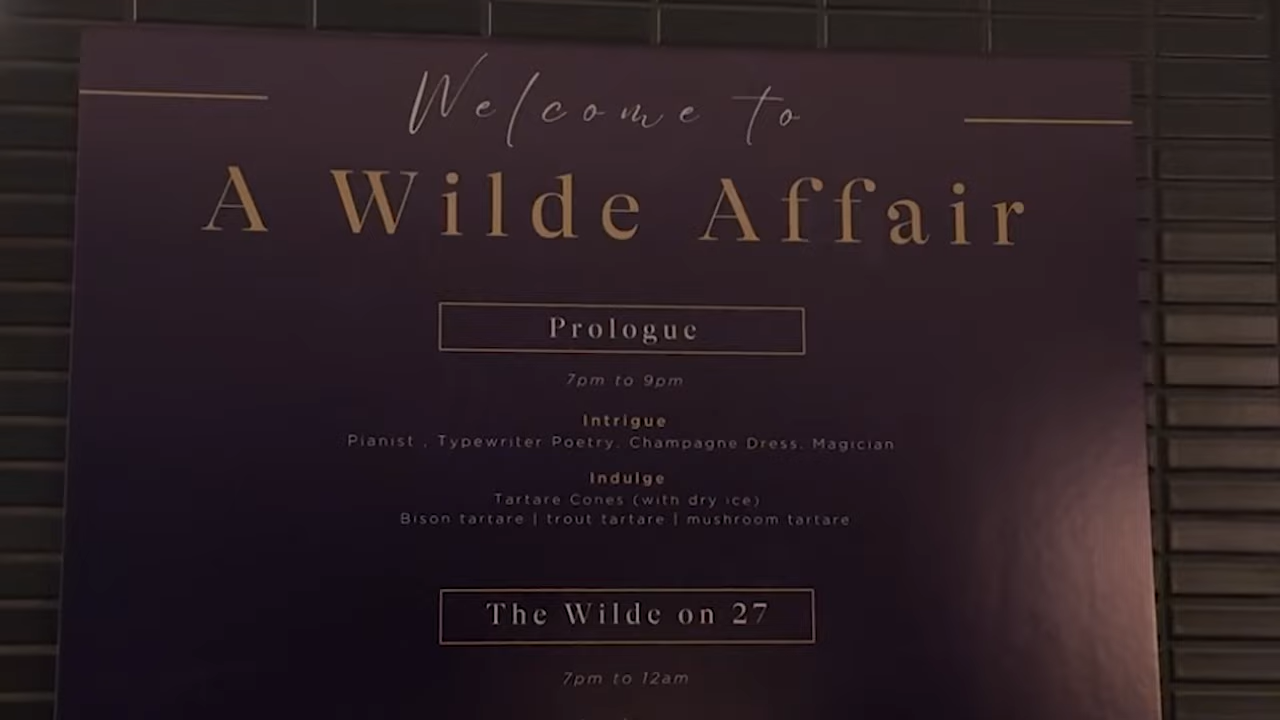 Welcome to
A Wilde Affair
Prologue
7pm to 9pm
Intrigue
Pianist , Typewriter Poetry, Champagne Dress, Magician
Indulge
Tartare Cones (with dry ice)
Bison tartare | trout tartare | mushroom tartare
The Wilde on 27
7pm to 12am